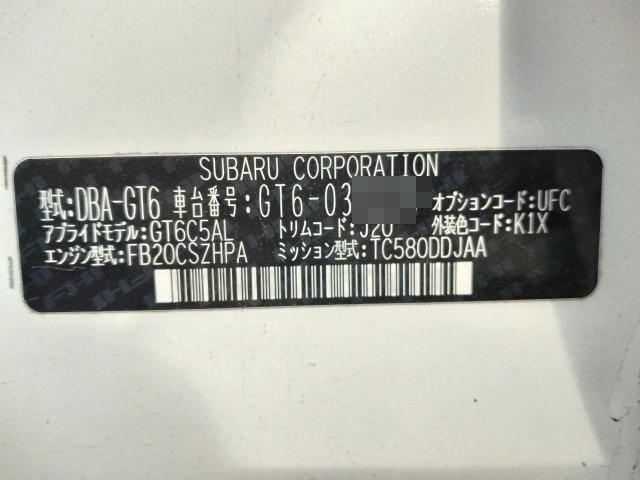 SUBARU CORPORATION
型式:DBA-GT6 車台番号:GT6-03 オプションコード:UFC
アプライドモデル:GT6C5AL トリムコード:J20 外装色コード:K1X
エンジン型式:FB20CSZHPA ミッション型式:TC580DDJAA